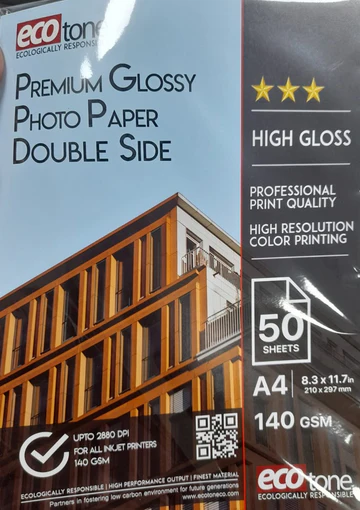 ecotone
ECOLOGICALLY RESPONSIBLE
PREMIUM GLOSSY
PHOTO PAPER
DOUBLE SIDE
HIGH GLOSS
PROFESSIONAL
PRINT QUALITY
HIGH RESOLUTION
COLOR PRINTING
50
SHEETS
A4
8.3 x 11.7in
210 x 297 mm
140 GSM
UPTO 2880 DPI
FOR ALL INKJET PRINTERS
140 GSM
ECOLOGICALLY RESPONSIBLE | HIGH PERFORMANCE OUTPUT | FINEST MATERIAL
Partners in fostering low carbon environment for future generations
www.ecotoneco.com
ecotone
ECOLOGICALLY RESPONSIBLE